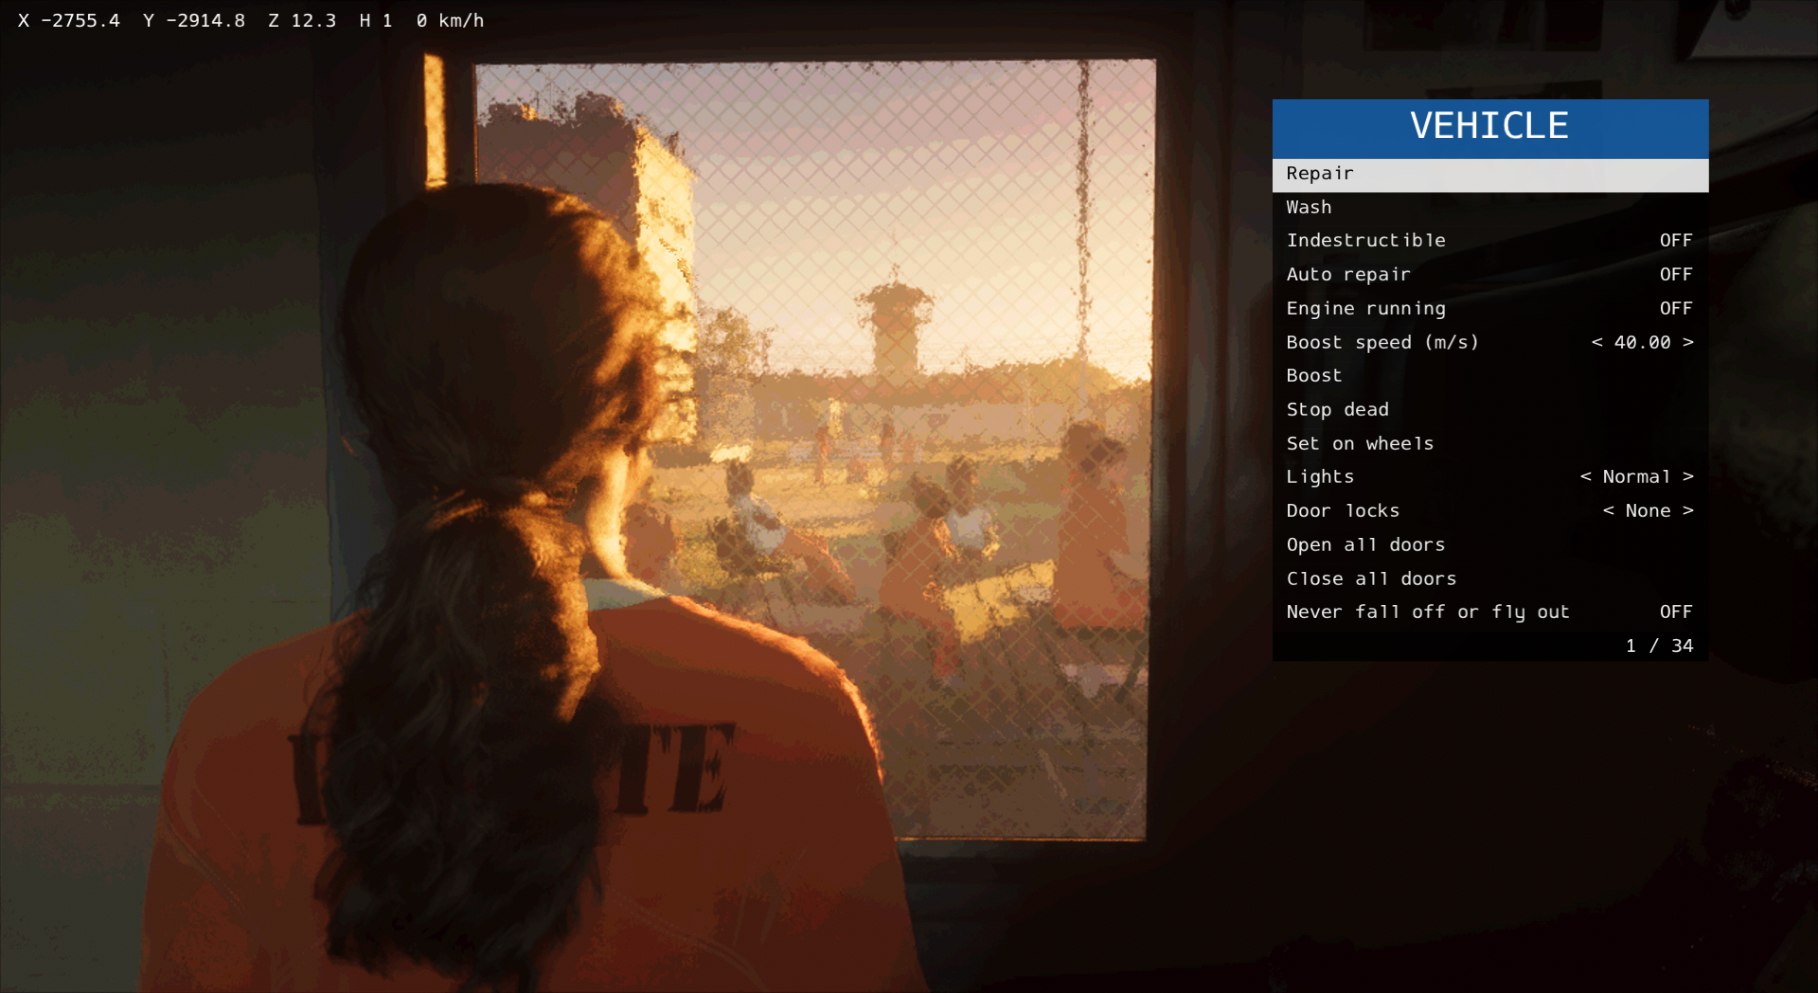 X -2755.4 Y -2914.8 Z 12.3 H 1 0 km/h
VEHICLE
Repair
Wash
Indestructible OFF
Auto repair OFF
Engine running OFF
Boost speed (m/s) < 40.00 >
Boost
Stop dead
Set on wheels
Lights < Normal >
Door locks < None >
Open all doors
Close all doors
Never fall off or fly out OFF
1 / 34